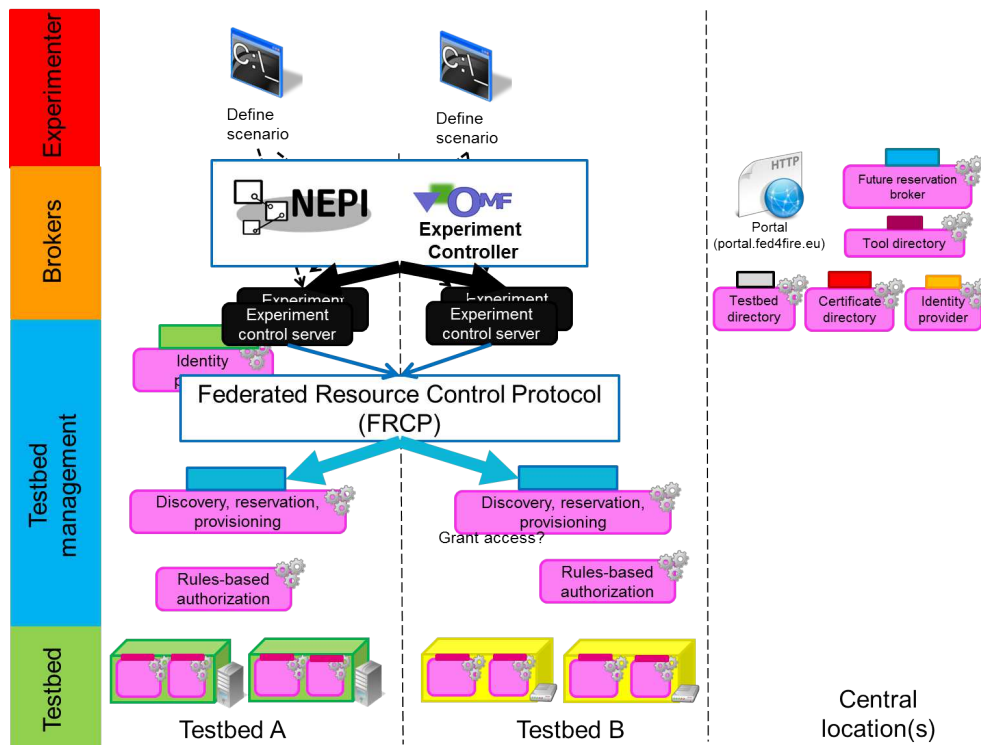 Experimenter
Brokers
Testbed
management
Testbed
C:\_
C:\_
Define
scenario
Define
scenario
NEPI
OMF
Experiment
Controller
Experiment
Experiment
control server
Experiment
Experiment
control server
Identity
Federated Resource Control Protocol
(FRCP)
Discovery, reservation,
provisioning
Discovery, reservation,
provisioning
Grant access?
Rules-based
authorization
Rules-based
authorization
Testbed A
Testbed B
HTTP
Portal
(portal.fed4fire.eu)
Future reservation
broker
Tool directory
Testbed
directory
Certificate
directory
Identity
provider
Central
location(s)